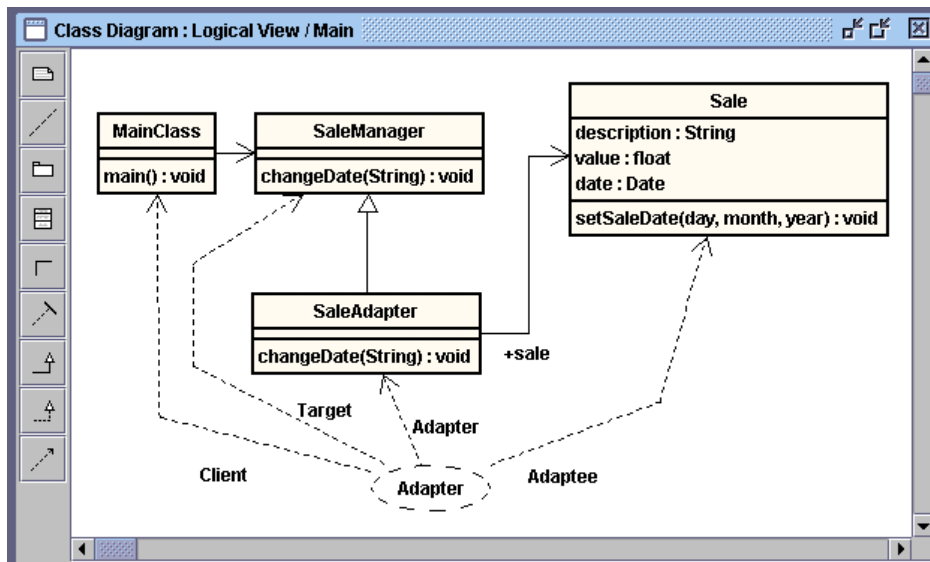 Class Diagram : Logical View / Main
MainClass
main() : void
SaleManager
changeDate(String) : void
Sale
description : String
value : float
date : Date
setSaleDate(day, month, year) : void
SaleAdapter
changeDate(String) : void
+sale
Target
Adapter
Client
Adapter
Adaptee